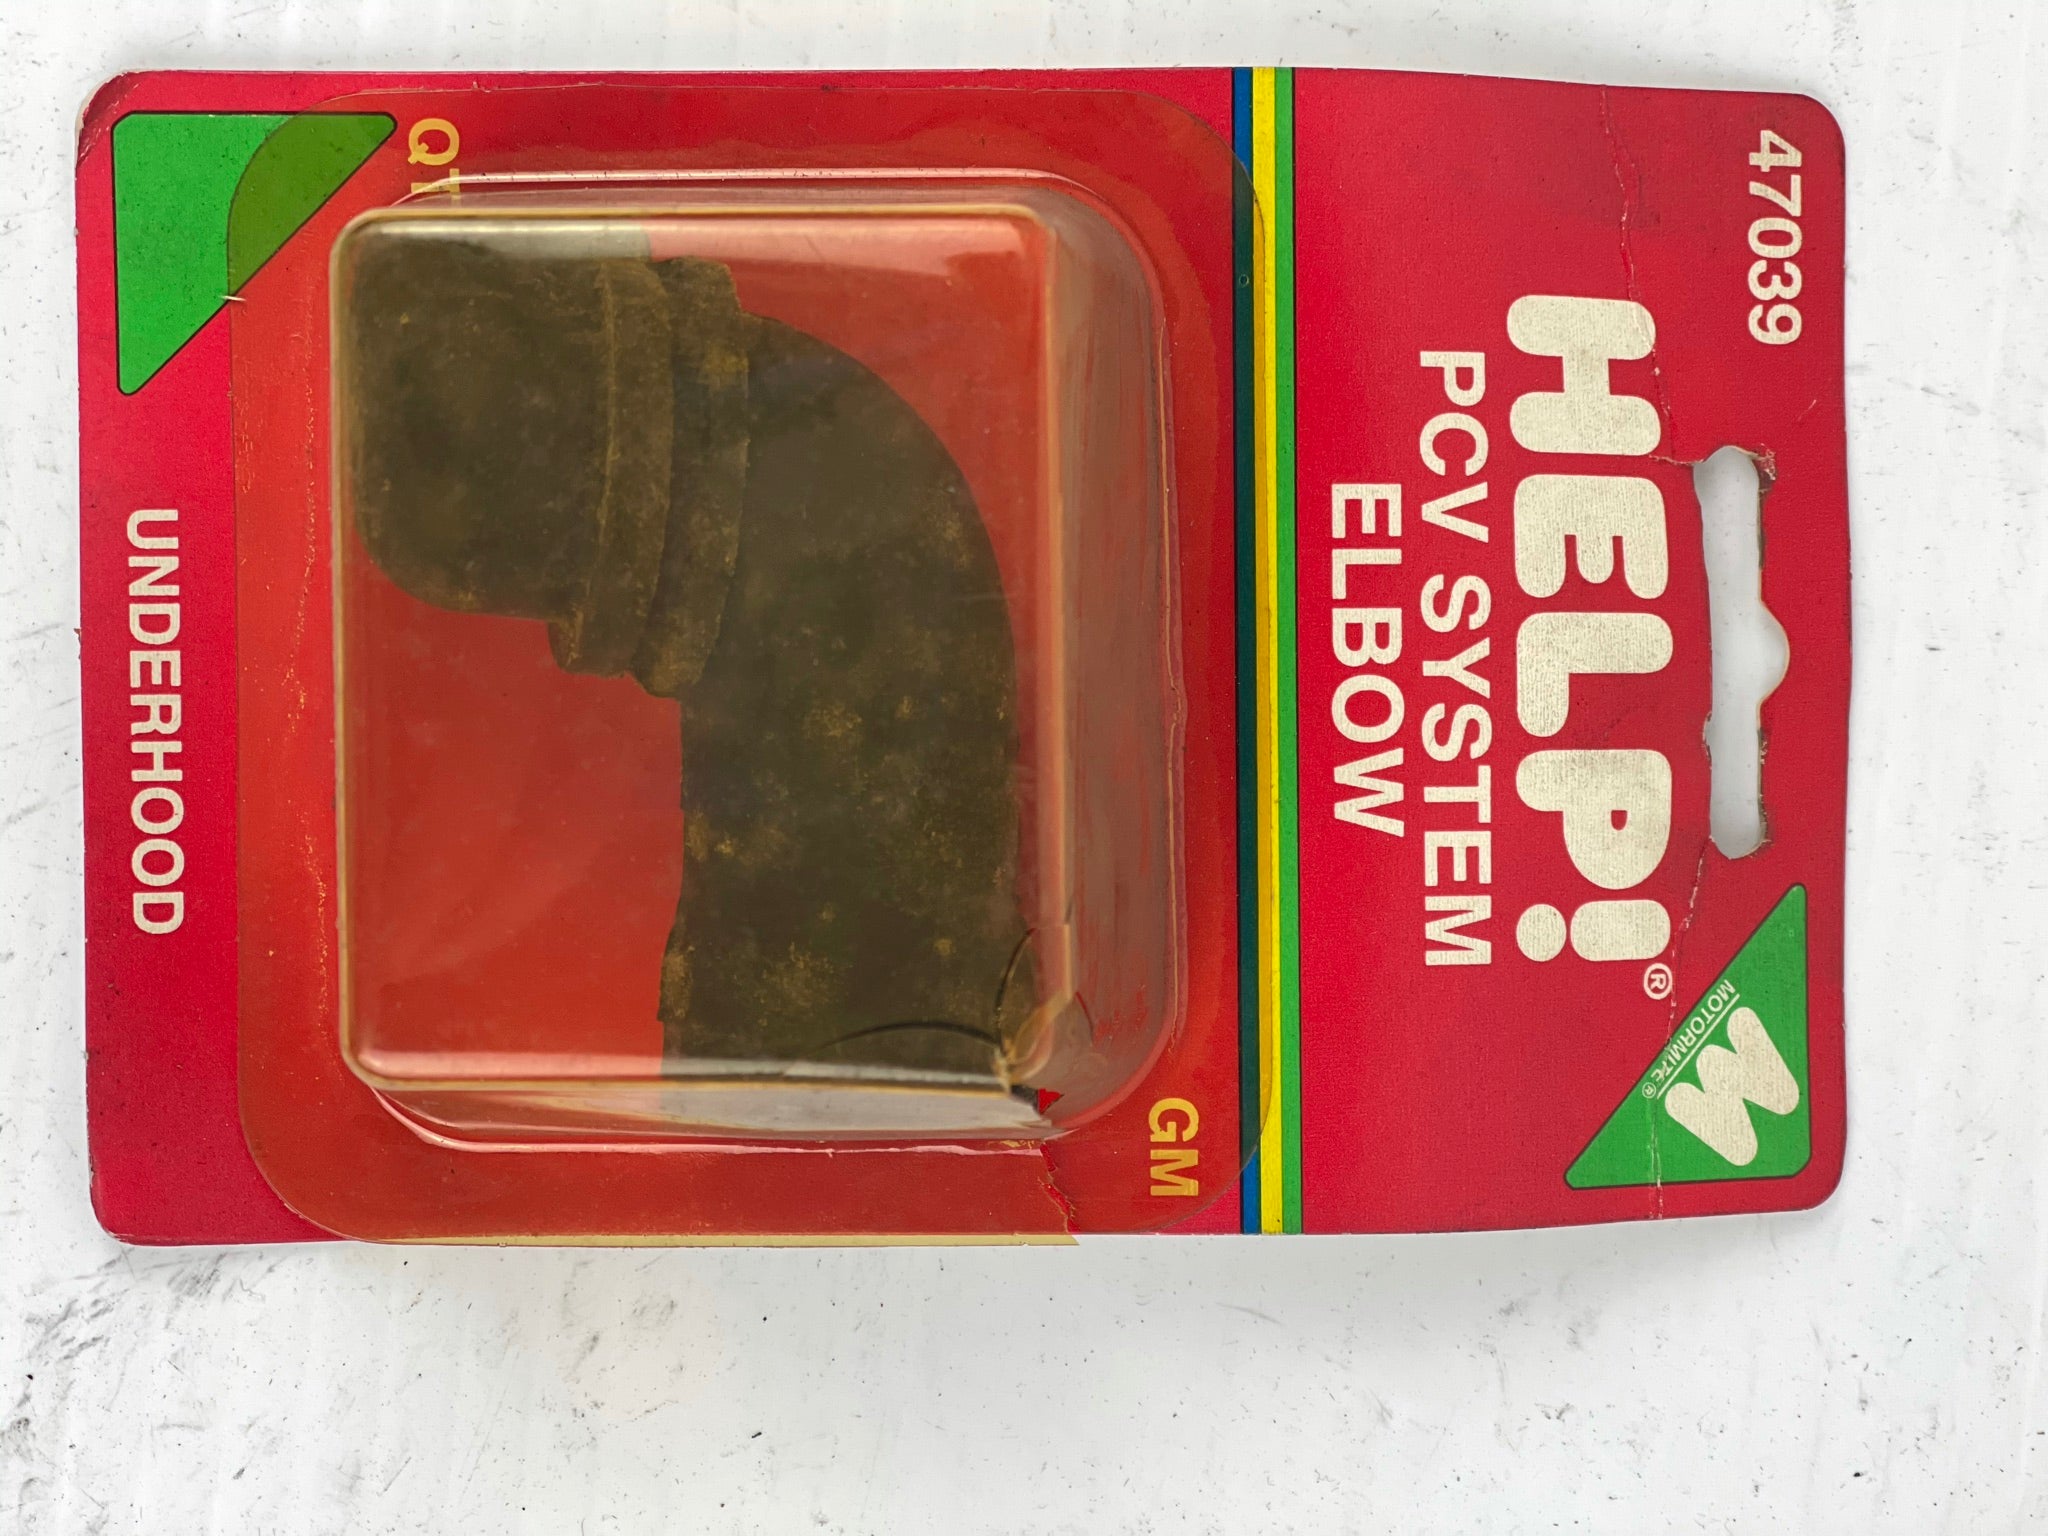 47039
HELP!®
PCV SYSTEM
ELBOW
M
MOTORMITE®
GM
UNDERHOOD